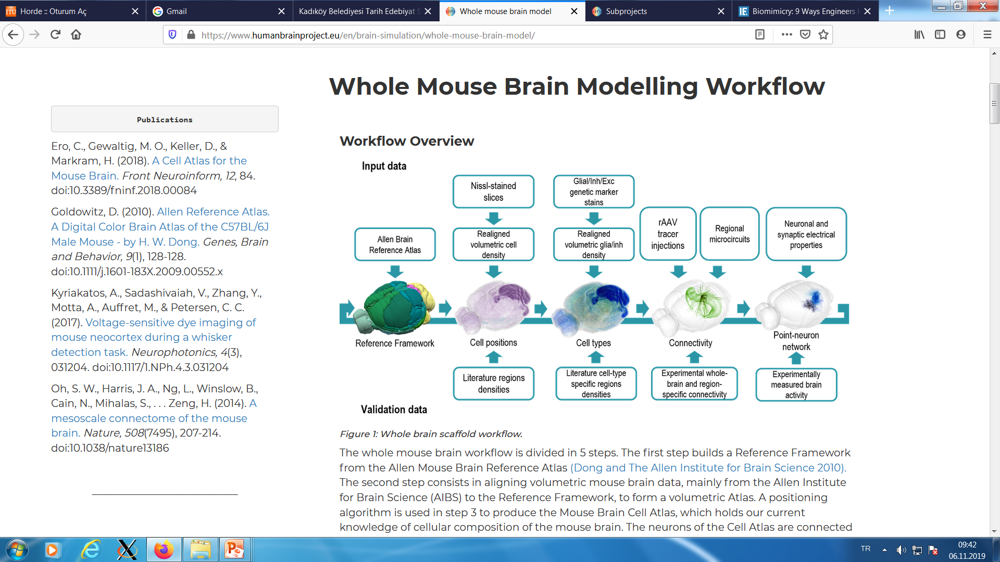 Horde :: Oturum Aç
Gmail
Kadıköy Belediyesi Tarih Edebiyat
Whole mouse brain model
Subprojects
Biomimicry: 9 Ways Engineers
https://www.humanbrainproject.eu/en/brain-simulation/whole-mouse-brain-model/
Whole Mouse Brain Modelling Workflow
Publications
Ero, C., Gewaltig, M. O., Keller, D., &
Markram, H. (2018). A Cell Atlas for the
Mouse Brain. Front Neuroinform, 12, 84.
doi:10.3389/fninf.2018.00084
Goldowitz, D. (2010). Allen Reference Atlas.
A Digital Color Brain Atlas of the C57BL/6J
Male Mouse - by H. W. Dong. Genes, Brain
and Behavior, 9(1), 128-128.
doi:10.1111/j.1601-183X.2009.00552.x
Kyriakatos, A., Sadashivaiah, V., Zhang, Y.,
Motta, A., Auffret, M., & Petersen, C. C.
(2017). Voltage-sensitive dye imaging of
mouse neocortex during a whisker
detection task. Neurophotonics, 4(3),
031204. doi:10.1117/1.NPh.4.3.031204
Oh, S. W., Harris, J. A., Ng, L., Winslow, B.,
Cain, N., Mihalas, S., . . . Zeng, H. (2014). A
mesoscale connectome of the mouse
brain. Nature, 508(7495), 207-214.
doi:10.1038/nature13186
Workflow Overview
Input data
Nissl-stained
slices
Glial/Inh/Exc
genetic marker
stains
Allen Brain
Reference Atlas
Realigned
volumetric cell
density
Realigned
volumetric glia/inh
density
rAAV
tracer
injections
Regional
microcircuits
Neuronal and
synaptic electrical
properties
Reference Framework
Cell positions
Cell types
Connectivity
Point-neuron
network
Literature regions
densities
Literature cell-type
specific regions
densities
Experimental whole-
brain and region-
specific connectivity
Experimentally
measured brain
activity
Validation data
Figure 1: Whole brain scaffold workflow.
The whole mouse brain workflow is divided in 5 steps. The first step builds a Reference Framework
from the Allen Mouse Brain Reference Atlas (Dong and The Allen Institute for Brain Science 2010).
The second step consists in aligning volumetric mouse brain data, mainly from the Allen Institute
for Brain Science (AIBS) to the Reference Framework, to form a volumetric Atlas. A positioning
algorithm is used in step 3 to produce the Mouse Brain Cell Atlas, which holds our current
knowledge of cellular composition of the mouse brain. The neurons of the Cell Atlas are connected
TR
09:42
06.11.2019